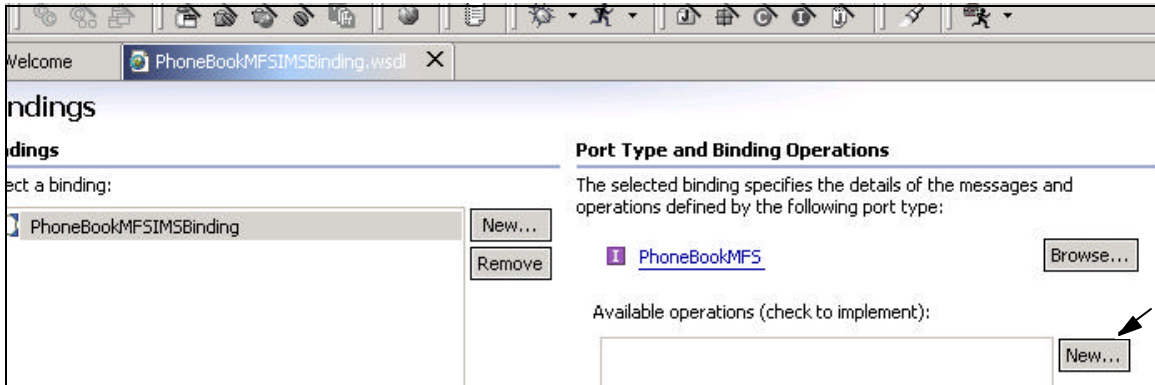 Welcome
PhoneBookMFSIMSBinding.wsdl
ndings
dings
Port Type and Binding Operations
ect a binding:
The selected binding specifies the details of the messages and
operations defined by the following port type:
PhoneBookMFSIMSBinding
New...
Remove
I PhoneBookMFS
Browse...
Available operations (check to implement):
New...